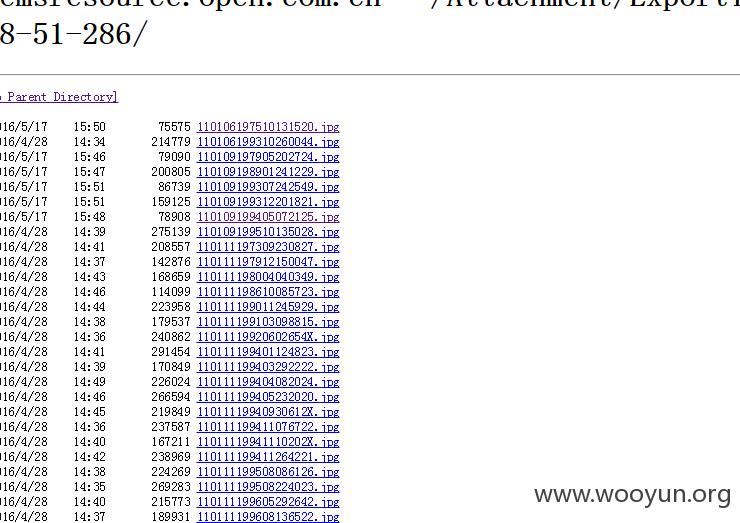 8-51-286/
Parent Directory]
016/5/17 15:50 75575 110106197510131520.jpg
016/4/28 14:34 214779 110106199310260044.jpg
016/5/17 15:46 79090 110109197905202724.jpg
016/5/17 15:47 200805 110109198901241229.jpg
016/5/17 15:51 86739 110109199307242549.jpg
016/5/17 15:51 159125 110109199312201821.jpg
016/5/17 15:48 78908 110109199405072125.jpg
016/4/28 14:39 275139 110109199510135028.jpg
016/4/28 14:41 208557 110111197309230827.jpg
016/4/28 14:37 142876 110111197912150047.jpg
016/4/28 14:43 168659 110111198004040349.jpg
016/4/28 14:46 114099 110111198610085723.jpg
016/4/28 14:44 223958 110111199011245929.jpg
016/4/28 14:38 179537 110111199103098815.jpg
016/4/28 14:36 240862 11011119920602654X.jpg
016/4/28 14:41 291454 110111199401124823.jpg
016/4/28 14:39 170849 110111199403292222.jpg
016/4/28 14:49 226024 110111199404082024.jpg
016/4/28 14:46 266594 110111199405232020.jpg
016/4/28 14:45 219849 11011119940930612X.jpg
016/4/28 14:36 237587 110111199411076722.jpg
016/4/28 14:40 167211 11011119941110202X.jpg
016/4/28 14:42 238969 110111199411264221.jpg
016/4/28 14:38 224269 110111199508086126.jpg
016/4/28 14:35 269283 110111199508224023.jpg
016/4/28 14:40 215773 110111199605292642.jpg
016/4/28 14:37 189931 110111199608136522.jpg
www.wooyun.org